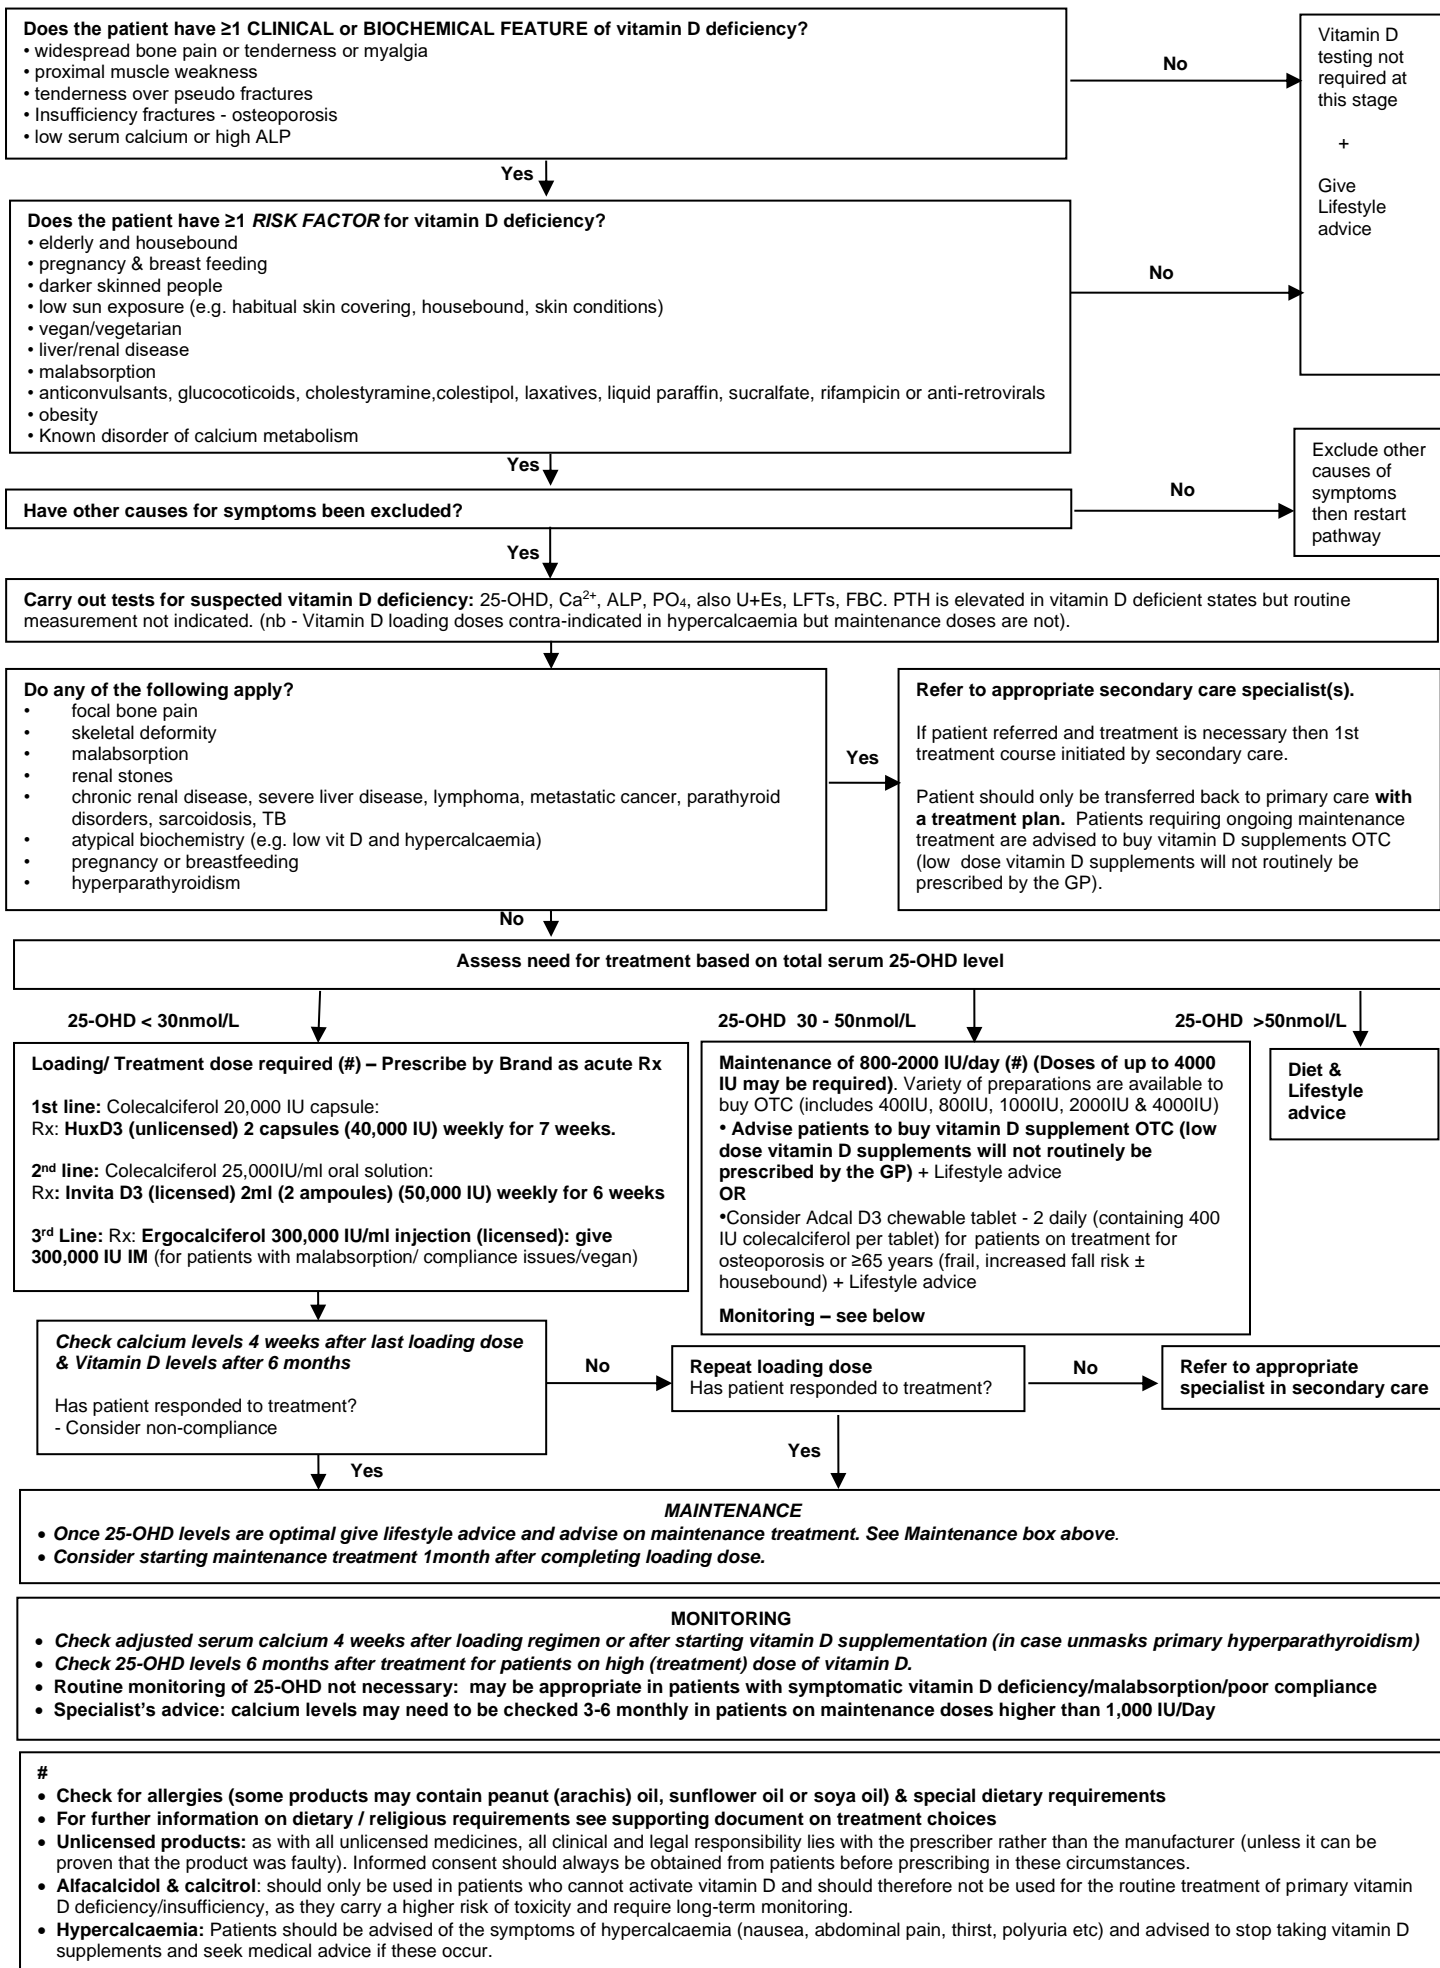 Does the patient have ≥1 CLINICAL or BIOCHEMICAL FEATURE of vitamin D deficiency?
• widespread bone pain or tenderness or myalgia
• proximal muscle weakness
• tenderness over pseudo fractures
• Insufficiency fractures - osteoporosis
• low serum calcium or high ALP
No
Vitamin D
testing not
required at
this stage
+
Give
Lifestyle
advice
Yes
Does the patient have ≥1 RISK FACTOR for vitamin D deficiency?
• elderly and housebound
• pregnancy & breast feeding
• darker skinned people
• low sun exposure (e.g. habitual skin covering, housebound, skin conditions)
• vegan/vegetarian
• liver/renal disease
• malabsorption
• anticonvulsants, glucocoticoids, cholestyramine,colestipol, laxatives, liquid paraffin, sucralfate, rifampicin or anti-retrovirals
• obesity
• Known disorder of calcium metabolism
No
Yes
Have other causes for symptoms been excluded?
No
Exclude other
causes of
symptoms
then restart
pathway
Yes
Carry out tests for suspected vitamin D deficiency: 25-OHD, Ca²⁺, ALP, PO₄, also U+Es, LFTs, FBC. PTH is elevated in vitamin D deficient states but routine
measurement not indicated. (nb - Vitamin D loading doses contra-indicated in hypercalcaemia but maintenance doses are not).
Do any of the following apply?
• focal bone pain
• skeletal deformity
• malabsorption
• renal stones
• chronic renal disease, severe liver disease, lymphoma, metastatic cancer, parathyroid
disorders, sarcoidosis, TB
• atypical biochemistry (e.g. low vit D and hypercalcaemia)
• pregnancy or breastfeeding
• hyperparathyroidism
Yes
Refer to appropriate secondary care specialist(s).
If patient referred and treatment is necessary then 1st
treatment course initiated by secondary care.
Patient should only be transferred back to primary care with
a treatment plan. Patients requiring ongoing maintenance
treatment are advised to buy vitamin D supplements OTC
(low dose vitamin D supplements will not routinely be
prescribed by the GP).
No
Assess need for treatment based on total serum 25-OHD level
25-OHD < 30nmol/L
25-OHD 30 - 50nmol/L
25-OHD >50nmol/L
Loading/ Treatment dose required (#) – Prescribe by Brand as acute Rx
1st line: Colecalciferol 20,000 IU capsule:
Rx: HuxD3 (unlicensed) 2 capsules (40,000 IU) weekly for 7 weeks.
2nd line: Colecalciferol 25,000IU/ml oral solution:
Rx: Invita D3 (licensed) 2ml (2 ampoules) (50,000 IU) weekly for 6 weeks
3rd Line: Rx: Ergocalciferol 300,000 IU/ml injection (licensed): give
300,000 IU IM (for patients with malabsorption/ compliance issues/vegan)
Maintenance of 800-2000 IU/day (#) (Doses of up to 4000
IU may be required). Variety of preparations are available to
buy OTC (includes 400IU, 800IU, 1000IU, 2000IU & 4000IU)
• Advise patients to buy vitamin D supplement OTC (low
dose vitamin D supplements will not routinely be
prescribed by the GP) + Lifestyle advice
OR
•Consider Adcal D3 chewable tablet - 2 daily (containing 400
IU colecalciferol per tablet) for patients on treatment for
osteoporosis or ≥65 years (frail, increased fall risk ±
housebound) + Lifestyle advice
Monitoring – see below
Diet &
Lifestyle
advice
Check calcium levels 4 weeks after last loading dose
& Vitamin D levels after 6 months
Has patient responded to treatment?
- Consider non-compliance
No
Repeat loading dose
Has patient responded to treatment?
No
Refer to appropriate
specialist in secondary care
Yes
Yes
MAINTENANCE
• Once 25-OHD levels are optimal give lifestyle advice and advise on maintenance treatment. See Maintenance box above.
• Consider starting maintenance treatment 1month after completing loading dose.
MONITORING
• Check adjusted serum calcium 4 weeks after loading regimen or after starting vitamin D supplementation (in case unmasks primary hyperparathyroidism)
• Check 25-OHD levels 6 months after treatment for patients on high (treatment) dose of vitamin D.
• Routine monitoring of 25-OHD not necessary: may be appropriate in patients with symptomatic vitamin D deficiency/malabsorption/poor compliance
• Specialist's advice: calcium levels may need to be checked 3-6 monthly in patients on maintenance doses higher than 1,000 IU/Day
#
• Check for allergies (some products may contain peanut (arachis) oil, sunflower oil or soya oil) & special dietary requirements
• For further information on dietary / religious requirements see supporting document on treatment choices
• Unlicensed products: as with all unlicensed medicines, all clinical and legal responsibility lies with the prescriber rather than the manufacturer (unless it can be
proven that the product was faulty). Informed consent should always be obtained from patients before prescribing in these circumstances.
• Alfacalcidol & calcitrol: should only be used in patients who cannot activate vitamin D and should therefore not be used for the routine treatment of primary vitamin
D deficiency/insufficiency, as they carry a higher risk of toxicity and require long-term monitoring.
• Hypercalcaemia: Patients should be advised of the symptoms of hypercalcaemia (nausea, abdominal pain, thirst, polyuria etc) and advised to stop taking vitamin D
supplements and seek medical advice if these occur.